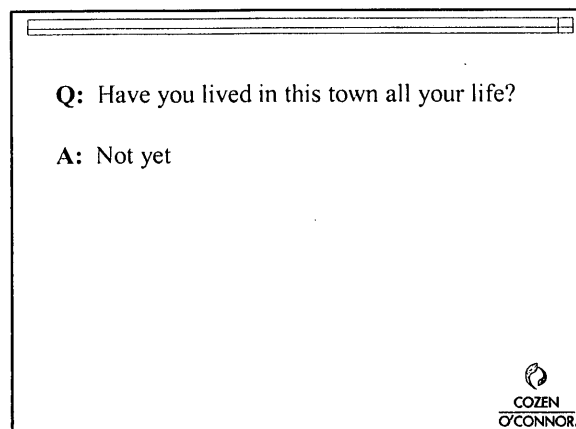 Q: Have you lived in this town all your life?
A: Not yet
COZEN
O'CONNOR.